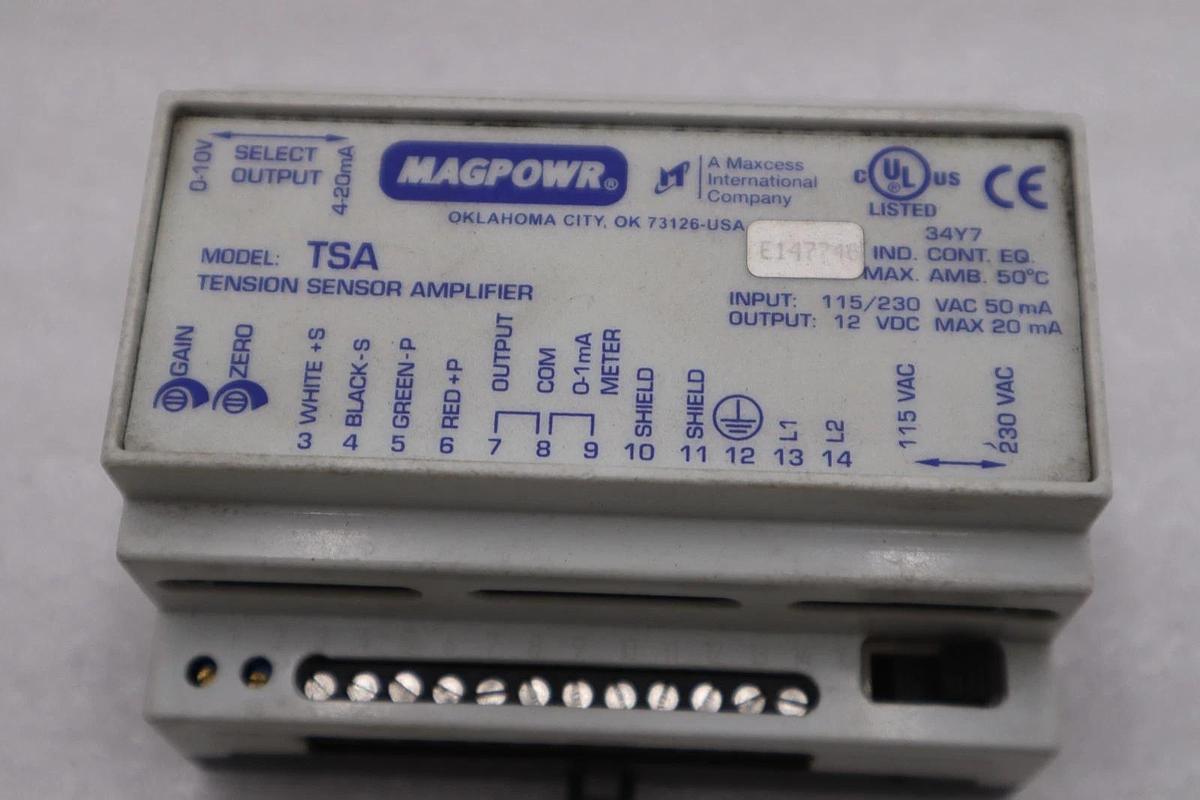 0-10V
SELECT
OUTPUT
4-20mA
MAGPOWR®
A Maxcess
International
Company
OKLAHOMA CITY, OK 73126-USA
C UL® US
LISTED
CE
34Y7
IND. CONT. EQ.
MAX. AMB. 50°C
MODEL: TSA
TENSION SENSOR AMPLIFIER
INPUT: 115/230 VAC 50 mA
OUTPUT: 12 VDC MAX 20 mA
GAIN
ZERO
3 WHITE +S
4 BLACK-S
5 GREEN-P
6 RED +P
7 OUTPUT
8 COM
9 0-1mA
METER
10 SHIELD
11 SHIELD
12
13 L1
14 L2
115 VAC
230 VAC